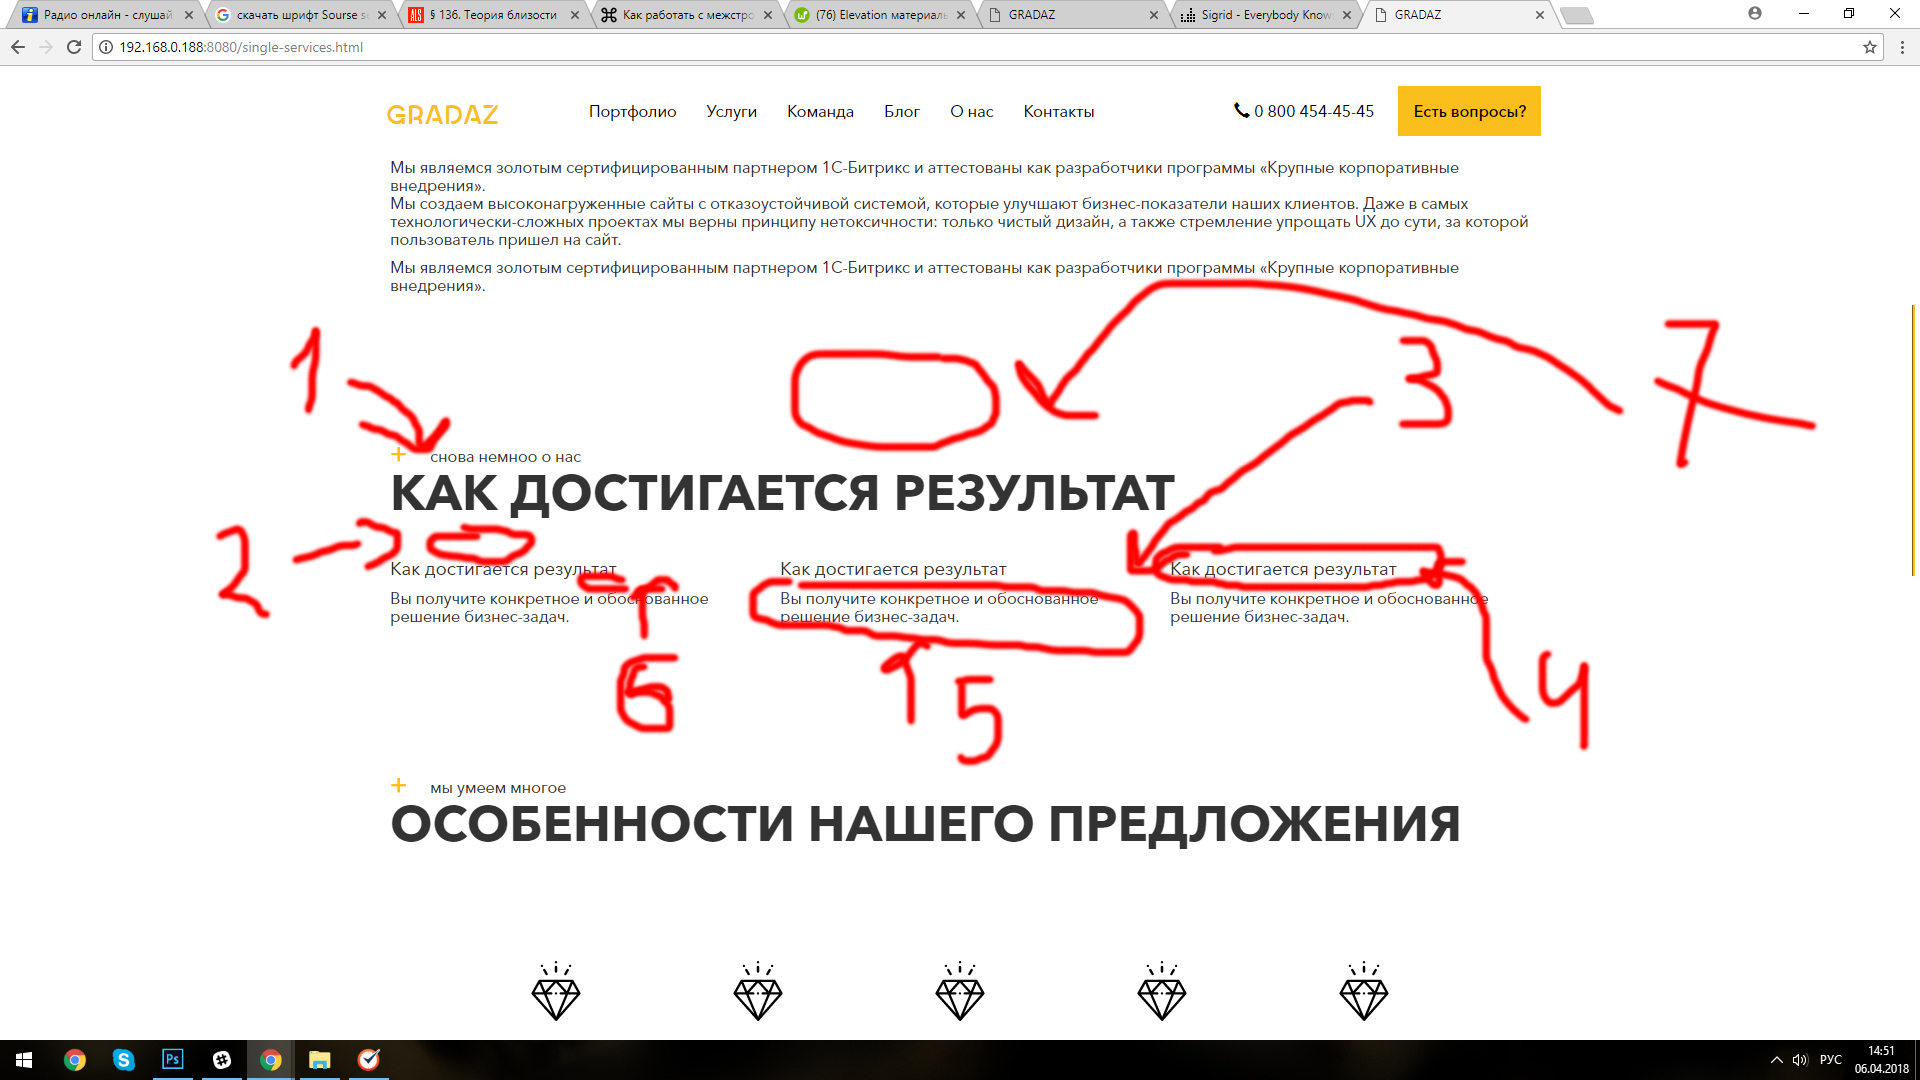 Радио онлайн - слушай
скачать шрифт Sourse s
§ 136. Теория близости
Как работать с межстро
(76) Elevation материаль
GRADAZ
Sigrid - Everybody Know
GRADAZ
192.168.0.188:8080/single-services.html
GRADAZ
Портфолио
Услуги
Команда
Блог
О нас
Контакты
0 800 454-45-45
Есть вопросы?
Мы являемся золотым сертифицированным партнером 1С-Битрикс и аттестованы как разработчики программы «Крупные корпоративные
внедрения».
Мы создаем высоконагруженные сайты с отказоустойчивой системой, которые улучшают бизнес-показатели наших клиентов. Даже в самых
технологически-сложных проектах мы верны принципу нетоксичности: только чистый дизайн, а также стремление упрощать UX до сути, за которой
пользователь пришел на сайт.
Мы являемся золотым сертифицированным партнером 1С-Битрикс и аттестованы как разработчики программы «Крупные корпоративные
внедрения».
1
3
7
+ снова немноо о нас
КАК ДОСТИГАЕТСЯ РЕЗУЛЬТАТ
2
Как достигается результат
Вы получите конкретное и обоснованное
решение бизнес-задач.
Как достигается результат
Вы получите конкретное и обоснованное
решение бизнес-задач.
Как достигается результат
Вы получите конкретное и обоснованное
решение бизнес-задач.
6
5
4
+ мы умеем многое
ОСОБЕННОСТИ НАШЕГО ПРЕДЛОЖЕНИЯ
Ps
РУС
14:51
06.04.2018